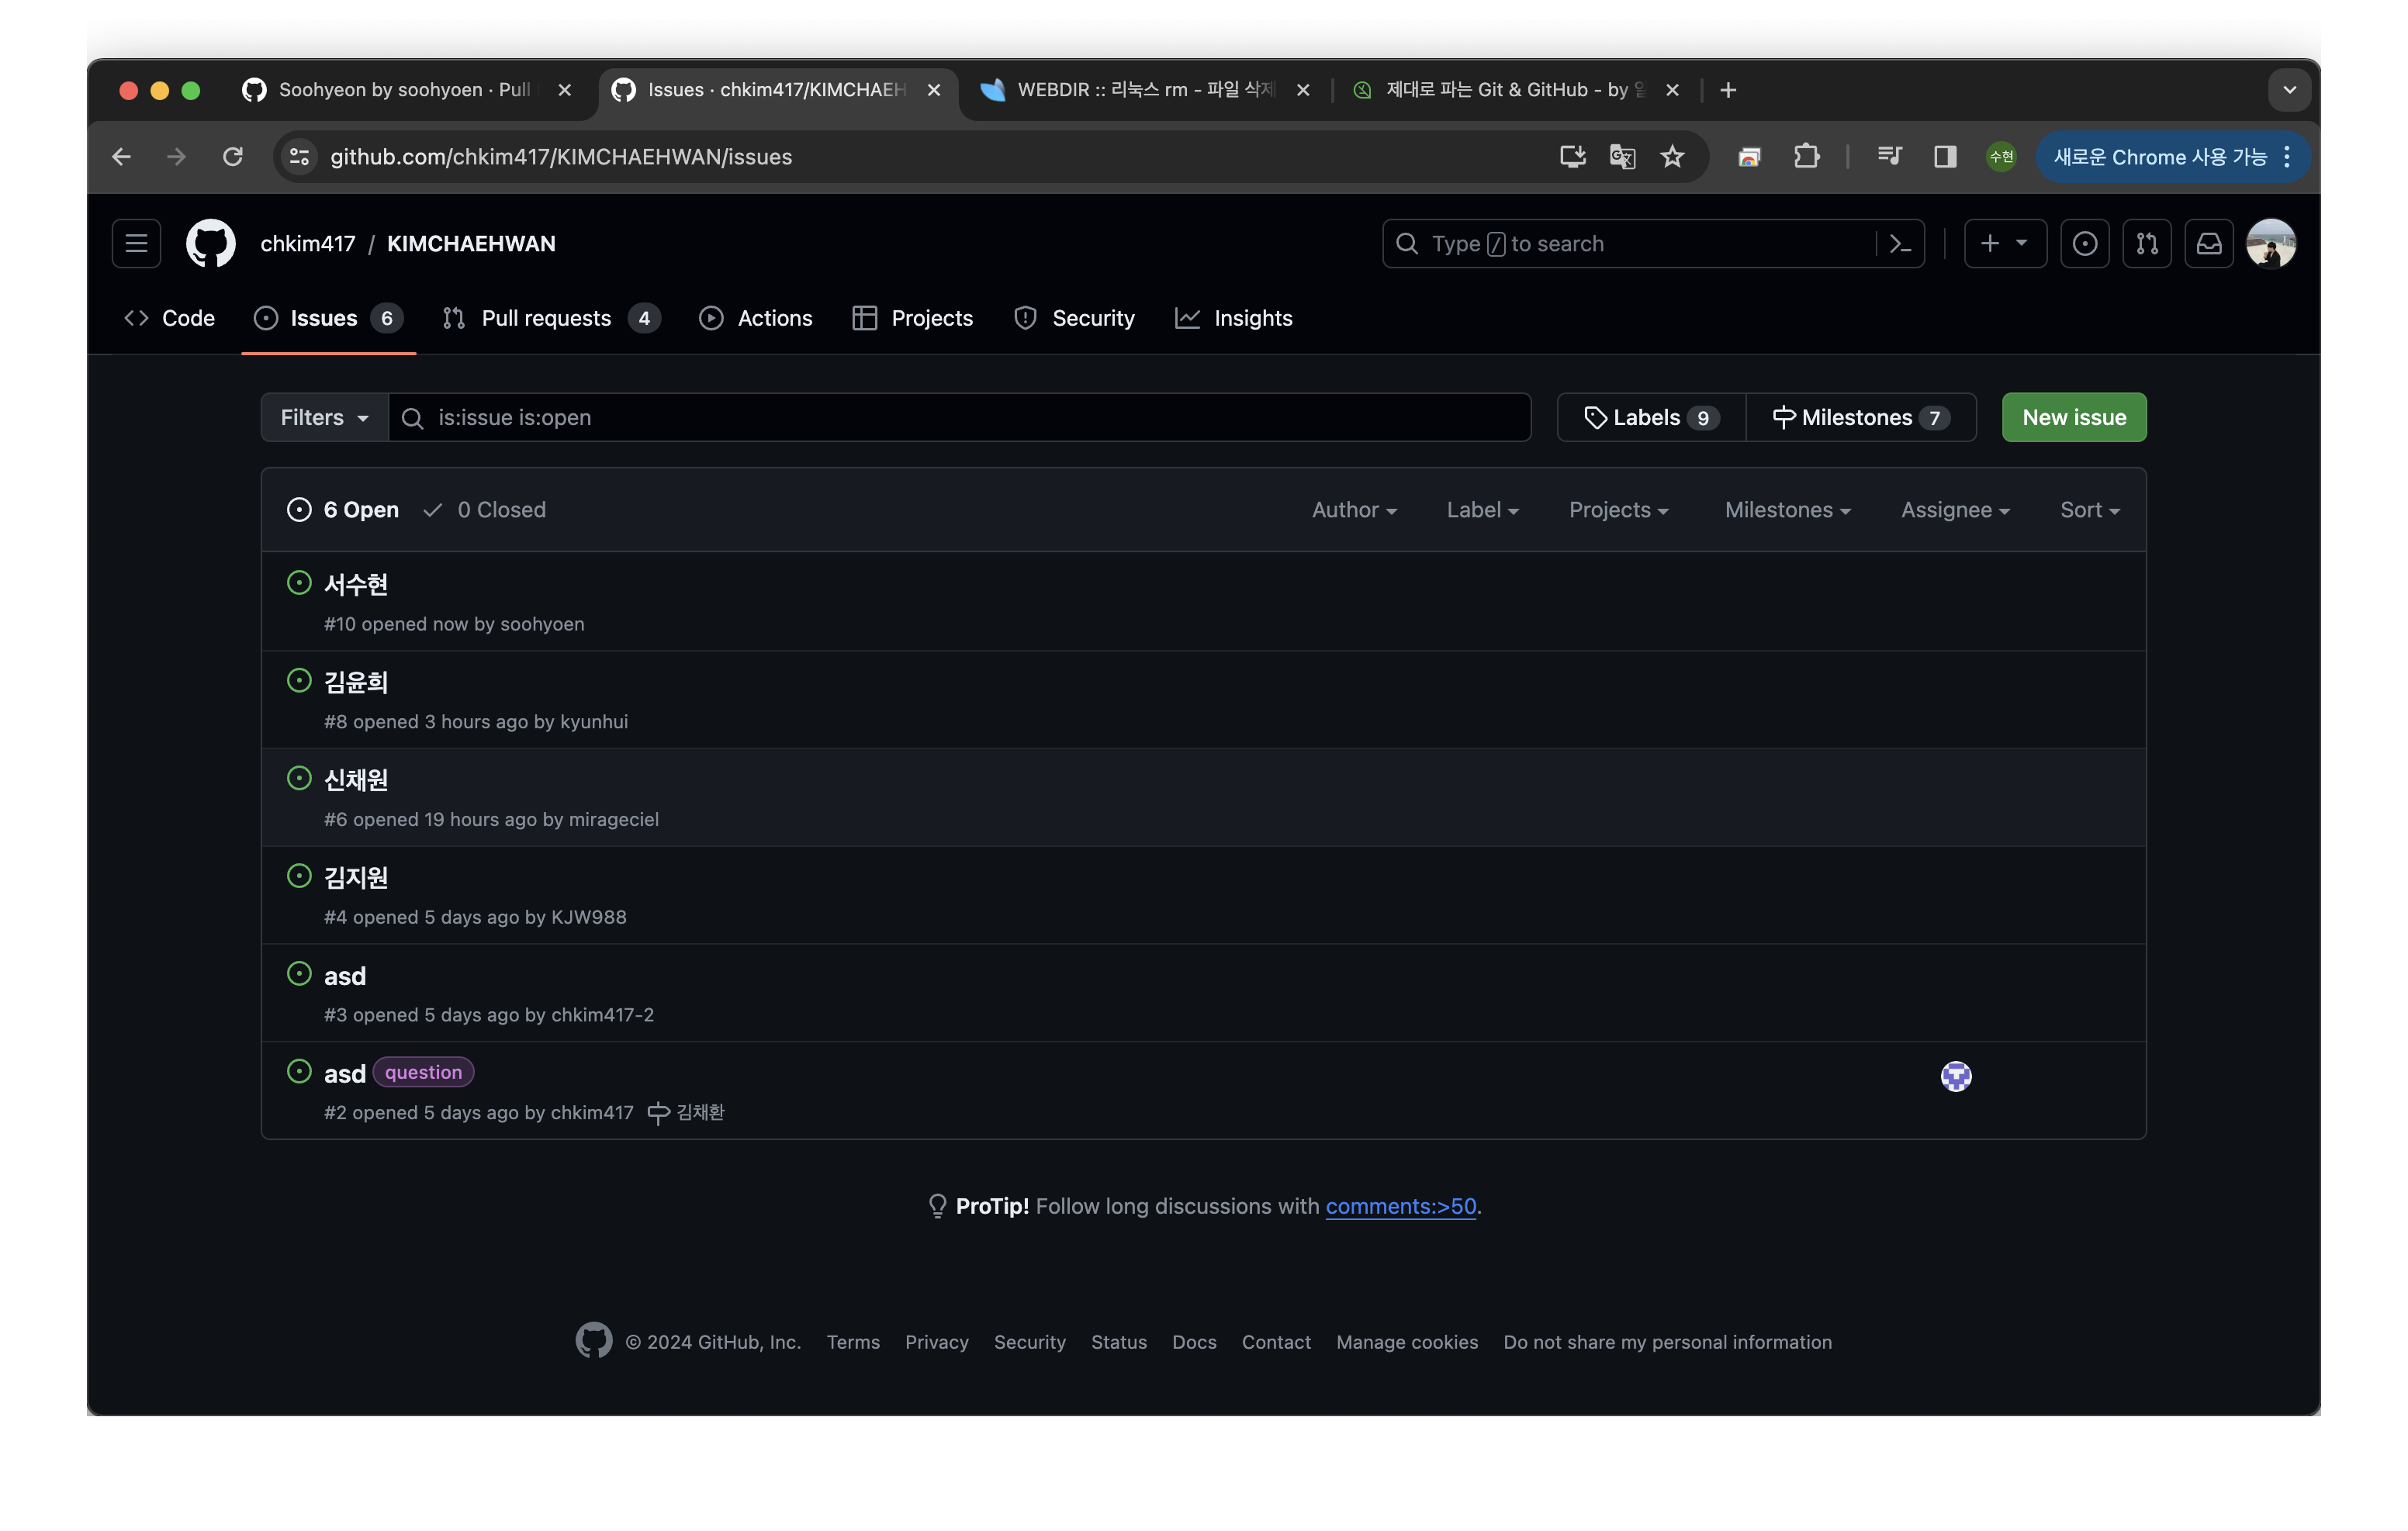 Soohyeon by soohyoen · Pull
Issues · chkim417/KIMCHAEH
WEBDIR :: 리눅스 rm - 파일 삭제
제대로 파는 Git & GitHub - by
github.com/chkim417/KIMCHAEHWAN/issues
수현
새로운 Chrome 사용 가능
chkim417 / KIMCHAEHWAN
Type / to search
Code
Issues 6
Pull requests 4
Actions
Projects
Security
Insights
Filters
is:issue is:open
Labels 9
Milestones 7
New issue
6 Open
0 Closed
Author
Label
Projects
Milestones
Assignee
Sort
서수현
#10 opened now by soohyoen
김윤희
#8 opened 3 hours ago by kyunhui
신채원
#6 opened 19 hours ago by mirageciel
김지원
#4 opened 5 days ago by KJW988
asd
#3 opened 5 days ago by chkim417-2
asd question
#2 opened 5 days ago by chkim417 김채환
ProTip! Follow long discussions with comments:>50.
© 2024 GitHub, Inc. Terms Privacy Security Status Docs Contact Manage cookies Do not share my personal information